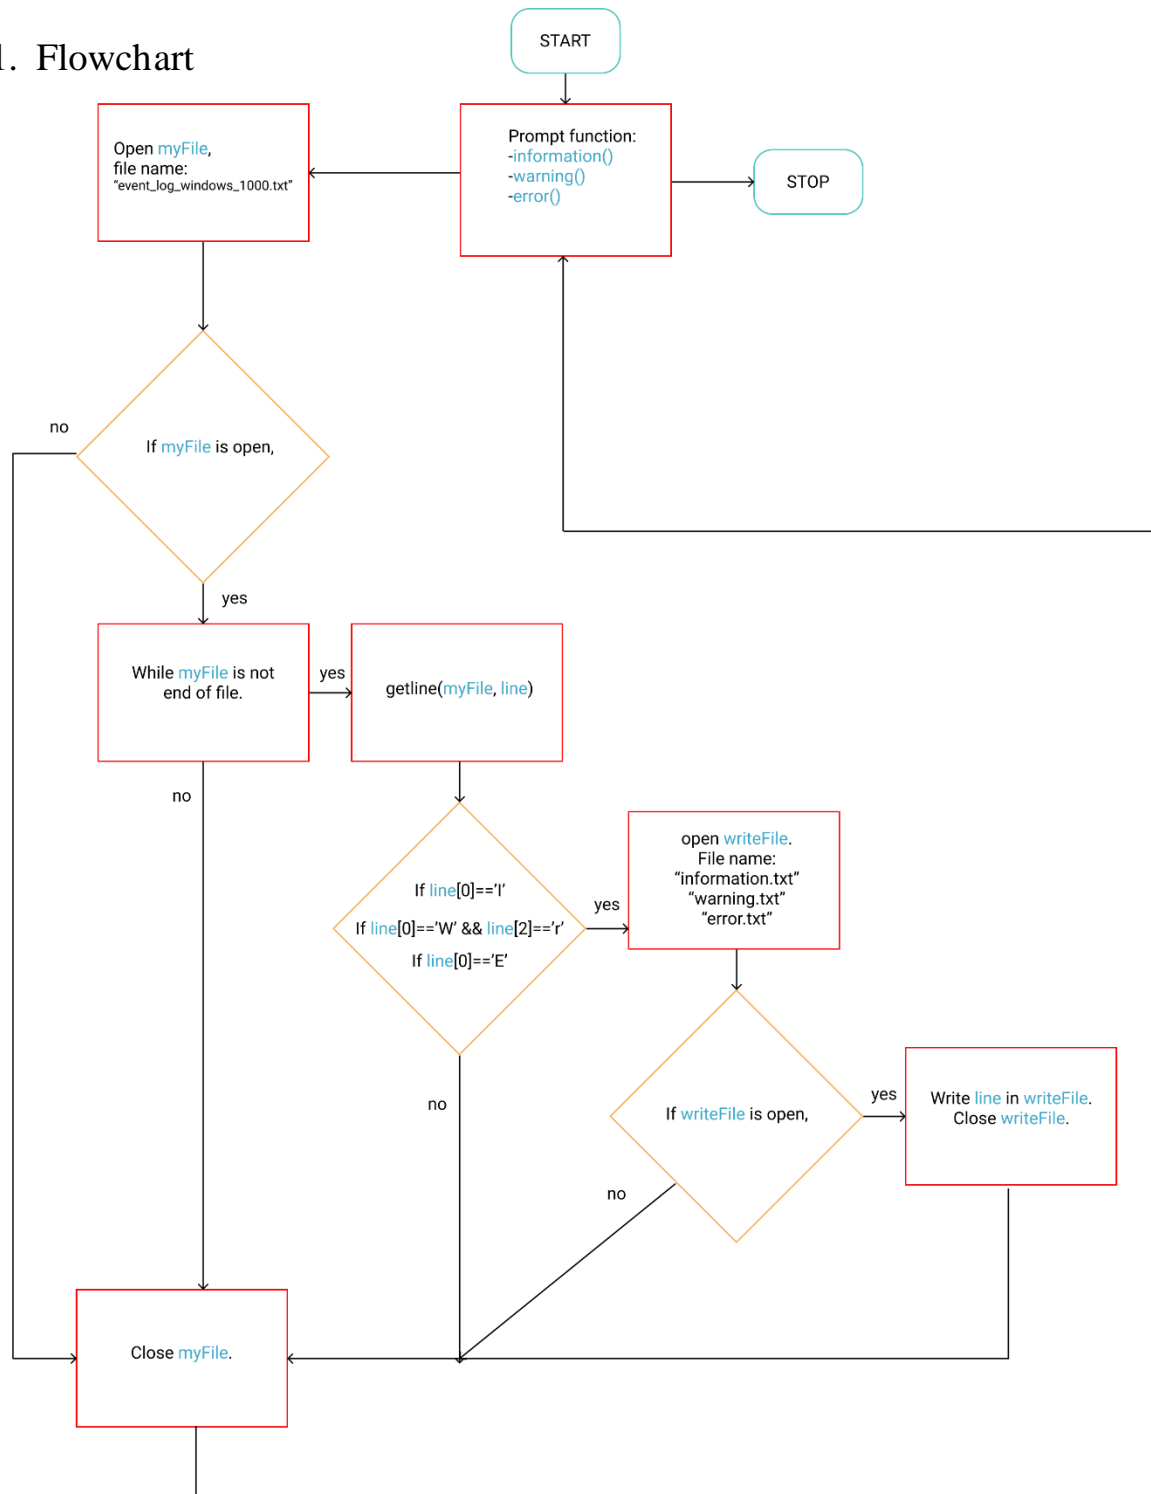 1. Flowchart
START
Open myFile,
file name:
“event_log_windows_1000.txt”
Prompt function:
-information()
-warning()
-error()
STOP
no
If myFile is open,
yes
While myFile is not
end of file.
yes
getline(myFile, line)
no
If line[0]=='I'
If line[0]=='W' && line[2]=='r'
If line[0]=='E'
yes
open writeFile.
File name:
“information.txt”
“warning.txt”
“error.txt”
no
If writeFile is open,
yes
Write line in writeFile.
Close writeFile.
no
Close myFile.